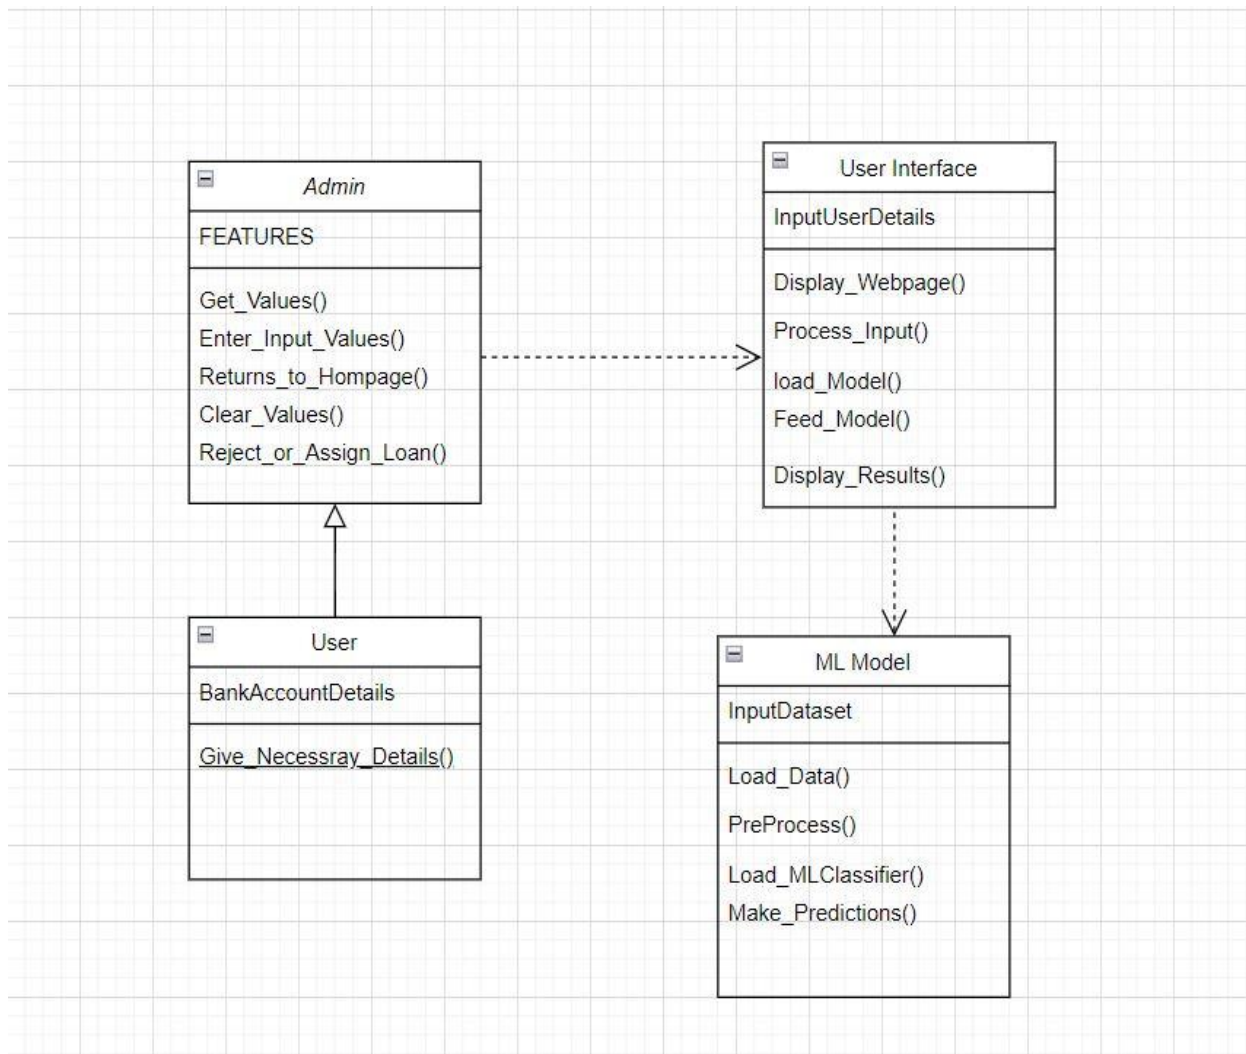 Admin
FEATURES
Get_Values()
Enter_Input_Values()
Returns_to_Hompage()
Clear_Values()
Reject_or_Assign_Loan()
User Interface
InputUserDetails
Display_Webpage()
Process_Input()
load_Model()
Feed_Model()
Display_Results()
User
BankAccountDetails
Give_Necessray_Details()
ML Model
InputDataset
Load_Data()
PreProcess()
Load_MLClassifier()
Make_Predictions()